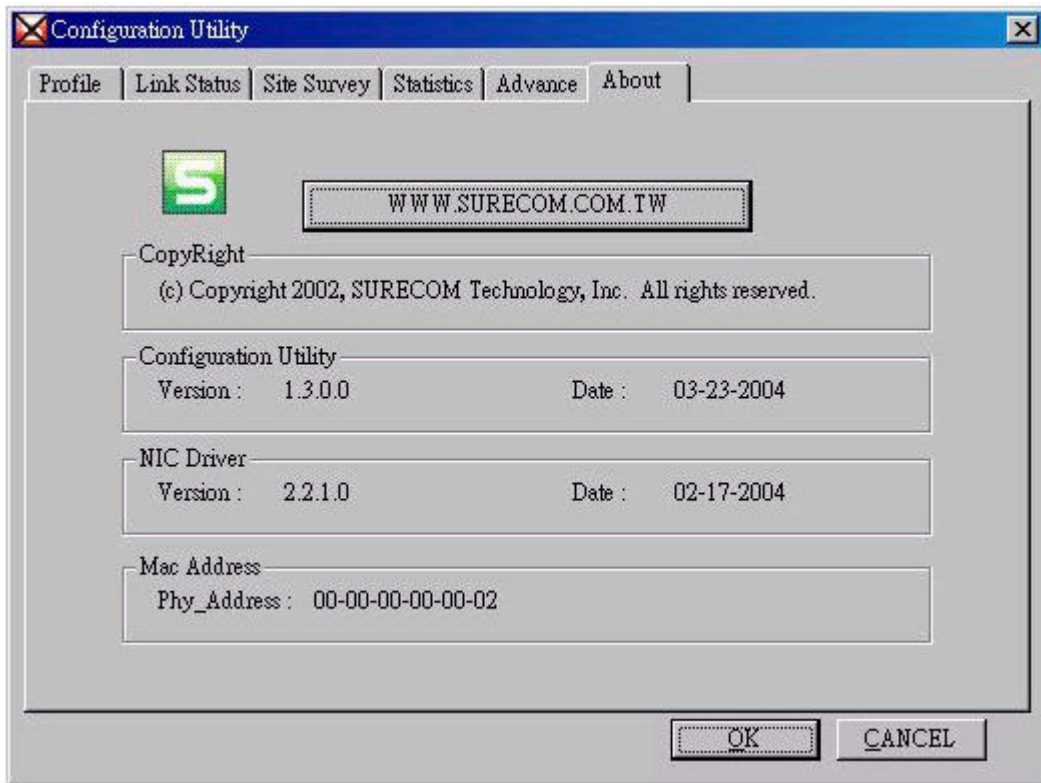 Configuration Utility
Profile Link Status Site Survey Statistics Advance About
S
WWW.SURECOM.COM.TW
CopyRight
(c) Copyright 2002, SURECOM Technology, Inc. All rights reserved.
Configuration Utility
Version : 1.3.0.0 Date : 03-23-2004
NIC Driver
Version : 2.2.1.0 Date : 02-17-2004
Mac Address
Phy_Address : 00-00-00-00-00-02
OK CANCEL